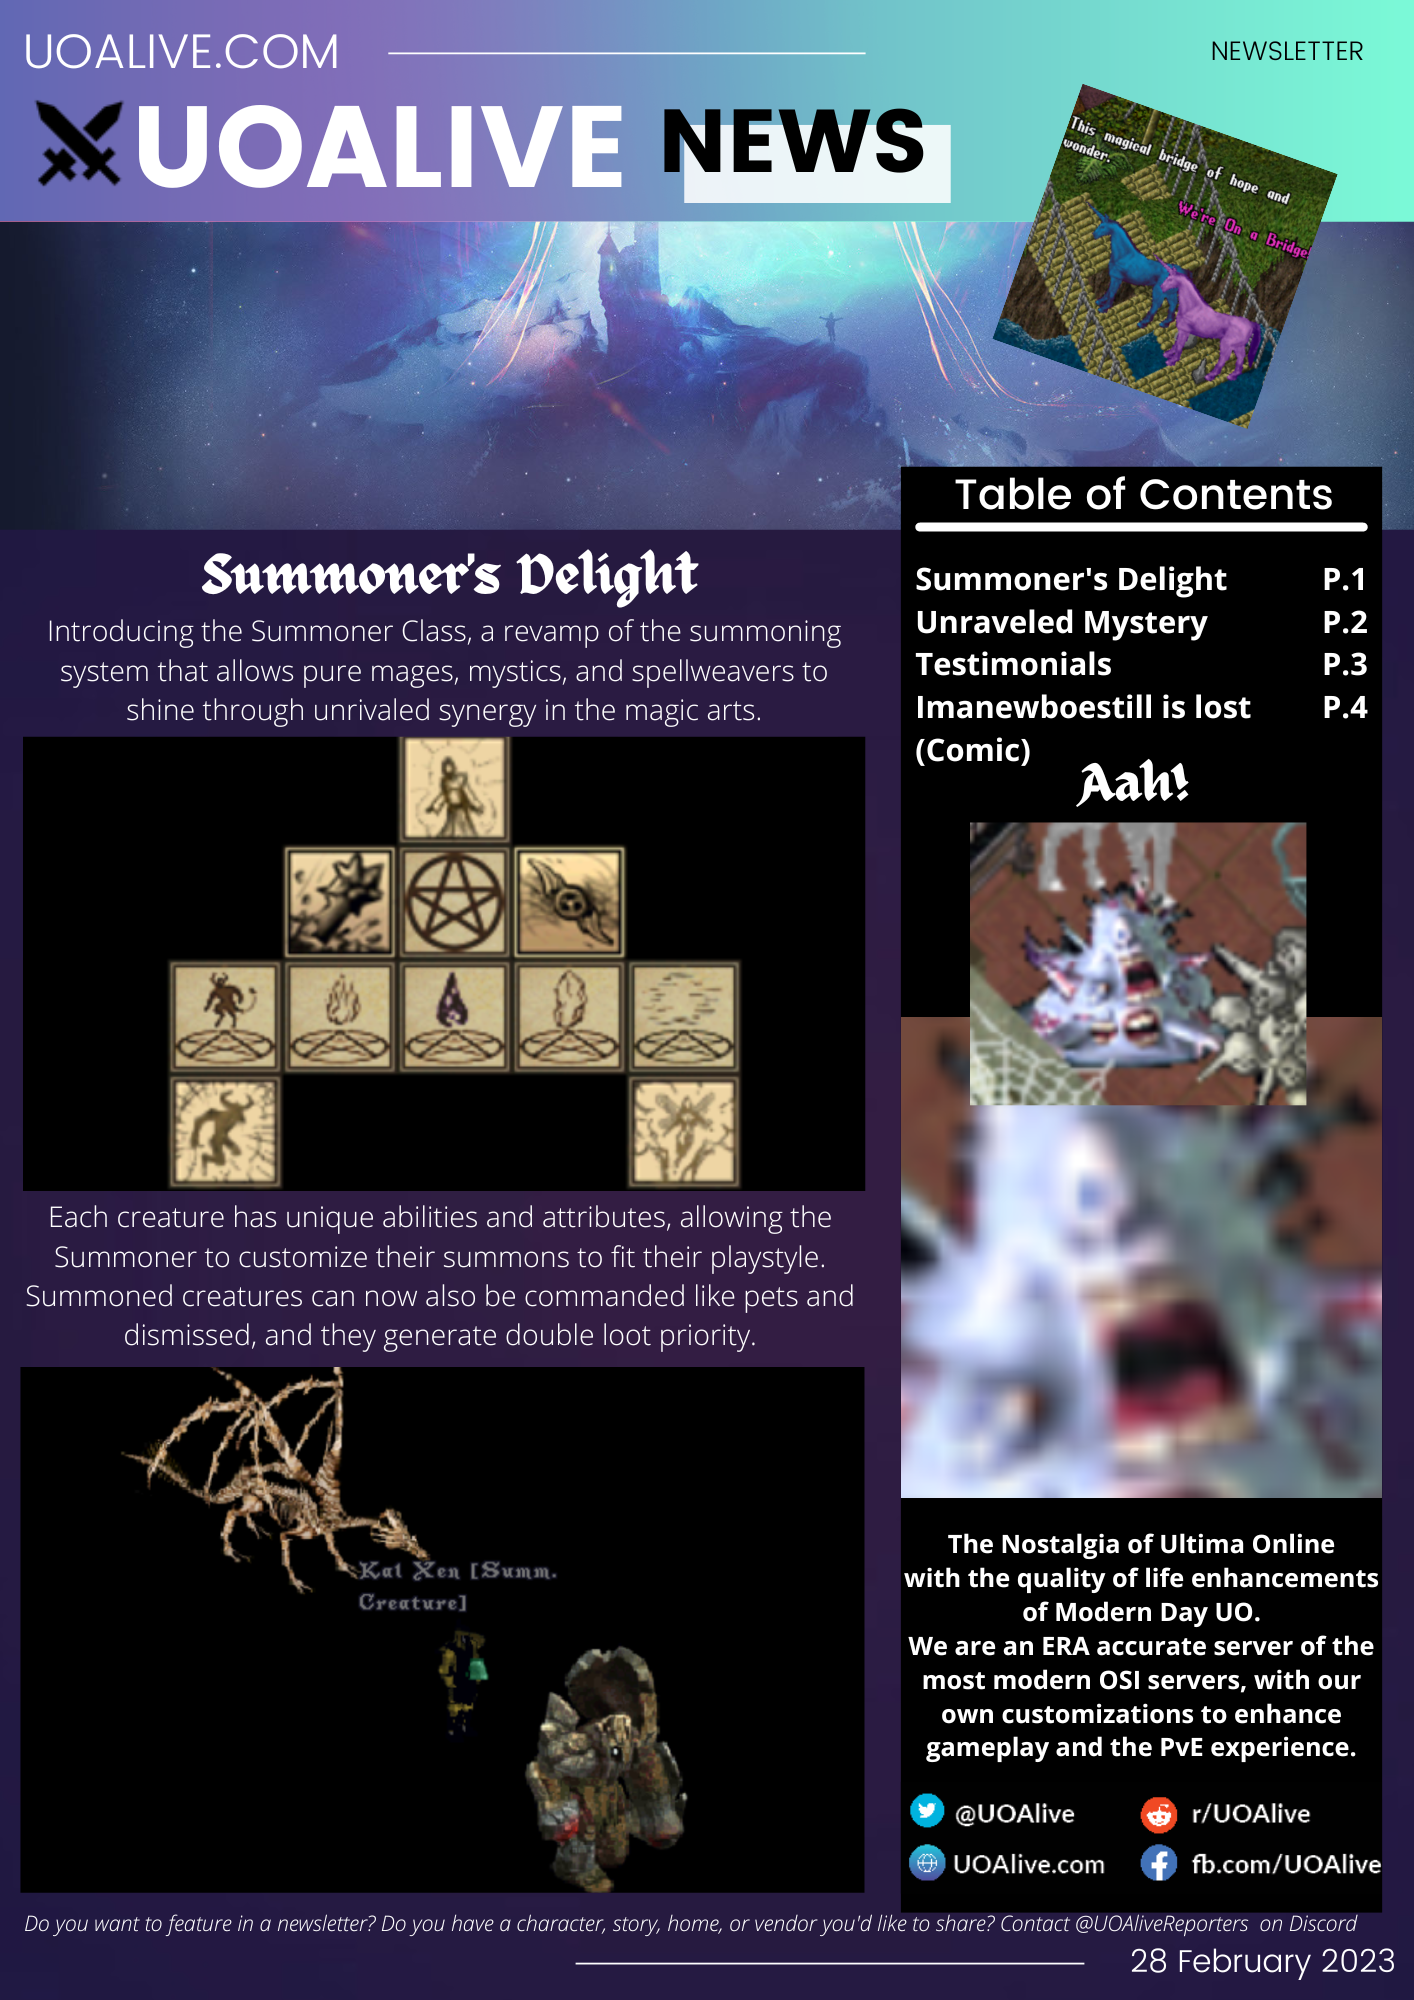 UOALIVE.COM
NEWSLETTER
UOALIVE NEWS
This magical bridge of hope and
wonder.
We're On a Bridge!
Summoner's Delight
Introducing the Summoner Class, a revamp of the summoning
system that allows pure mages, mystics, and spellweavers to
shine through unrivaled synergy in the magic arts.
Each creature has unique abilities and attributes, allowing the
Summoner to customize their summons to fit their playstyle.
Summoned creatures can now also be commanded like pets and
dismissed, and they generate double loot priority.
Kat Xen [Summ.
Creature]
Table of Contents
Summoner's Delight P.1
Unraveled Mystery P.2
Testimonials P.3
Imanewboestill is lost P.4
(Comic)
Aah!
The Nostalgia of Ultima Online
with the quality of life enhancements
of Modern Day UO.
We are an ERA accurate server of the
most modern OSI servers, with our
own customizations to enhance
gameplay and the PvE experience.
@UOAlive r/UOAlive
UOAlive.com fb.com/UOAlive
Do you want to feature in a newsletter? Do you have a character, story, home, or vendor you'd like to share? Contact @UOAliveReporters on Discord
28 February 2023